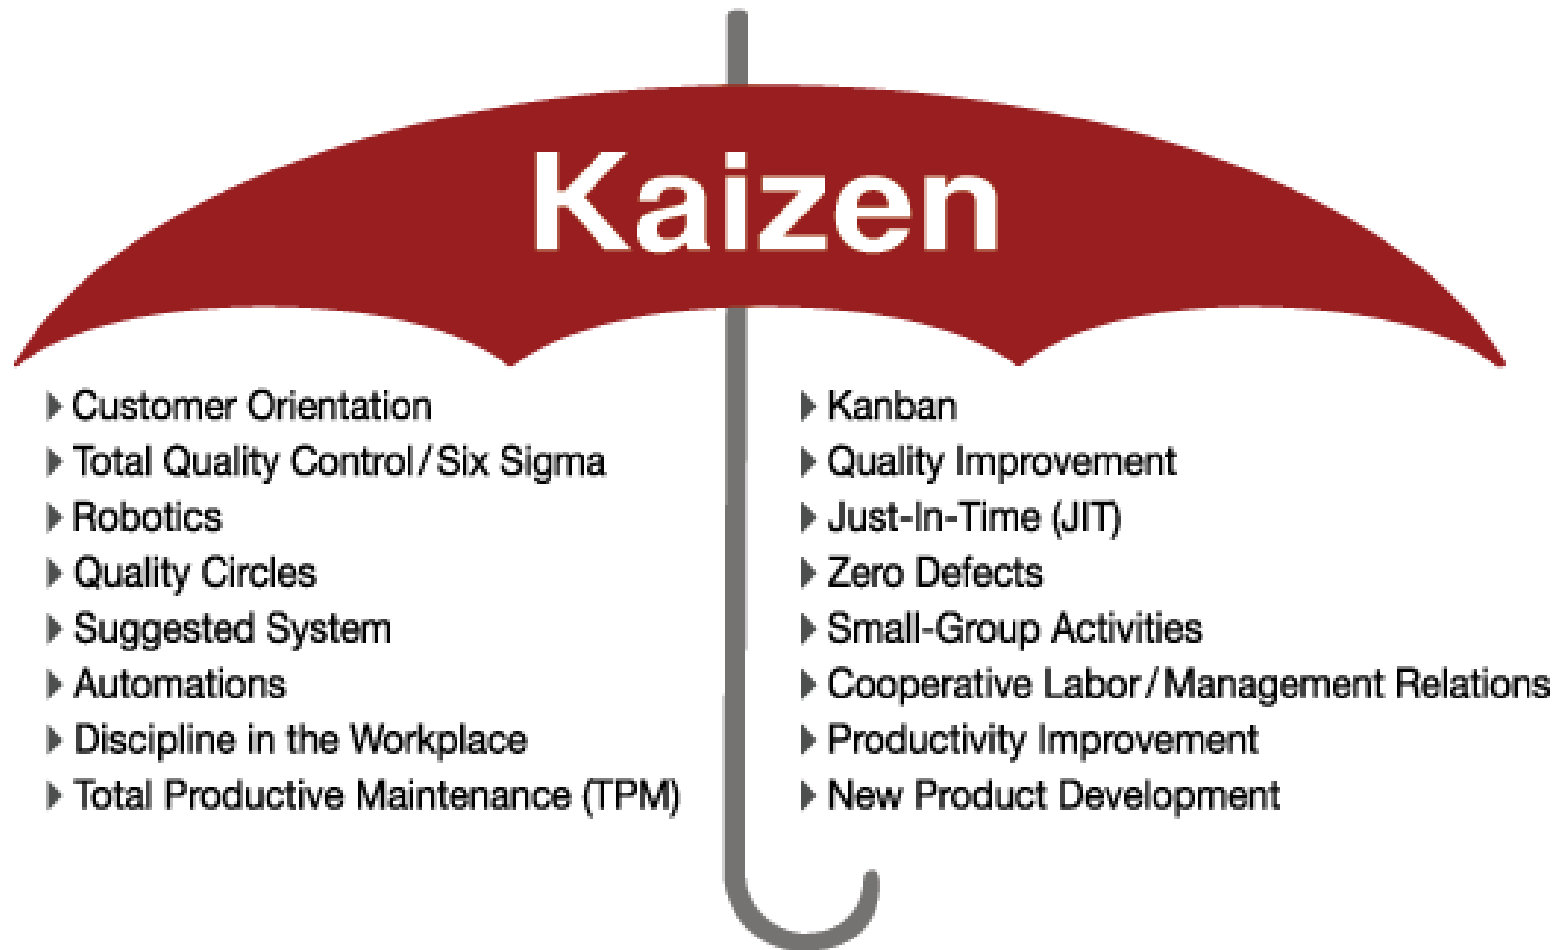 Kaizen
Customer Orientation
Total Quality Control/Six Sigma
Robotics
Quality Circles
Suggested System
Automations
Discipline in the Workplace
Total Productive Maintenance (TPM)
Kanban
Quality Improvement
Just-In-Time (JIT)
Zero Defects
Small-Group Activities
Cooperative Labor/Management Relations
Productivity Improvement
New Product Development